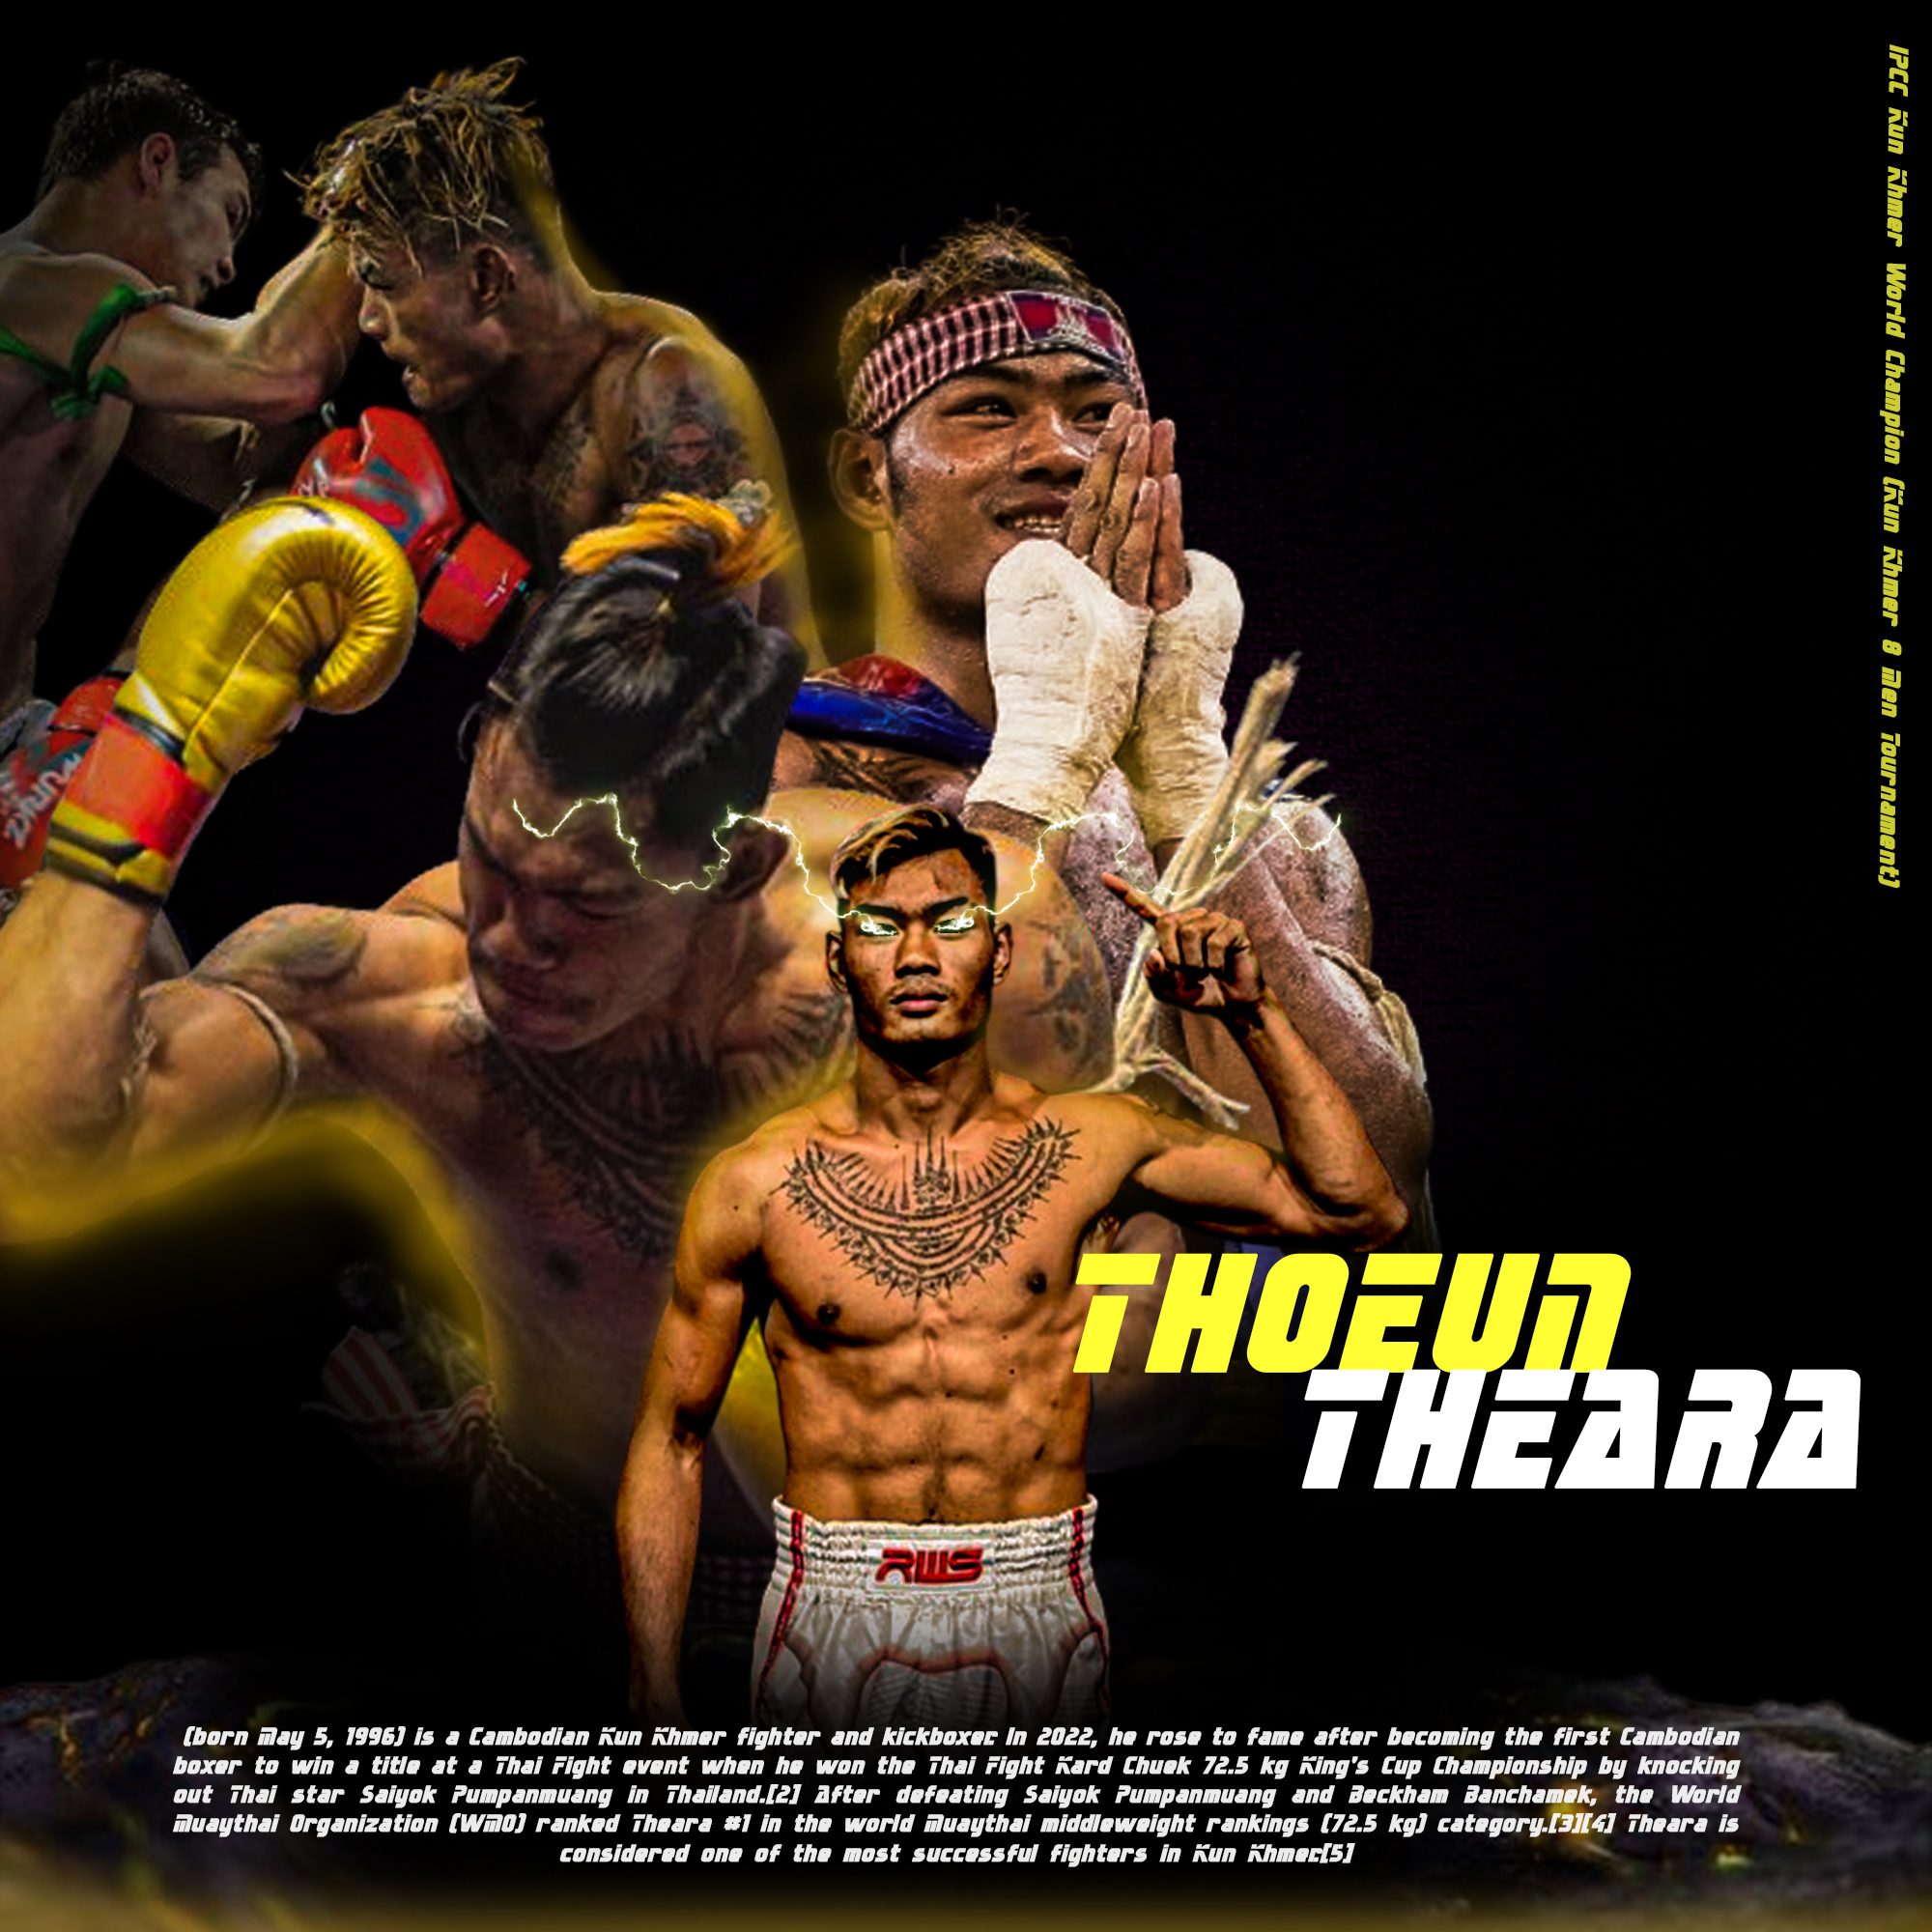 IPCC Kun Khmer World Champion (Kun Khmer 8 Men Tournament)
THOEUN
THEARA
RWS
(born May 5, 1996) is a Cambodian Kun Khmer fighter and kickboxer. In 2022, he rose to fame after becoming the first Cambodian
boxer to win a title at a Thai Fight event when he won the Thai Fight Kard Chuek 72.5 kg King's Cup Championship by knocking
out Thai star Saiyok Pumpanmuang in Thailand.[2] After defeating Saiyok Pumpanmuang and Beckham Banchamek, the World
Muaythai Organization (WMO) ranked Theara #1 in the world Muaythai middleweight rankings (72.5 kg) category.[3][4] Theara is
considered one of the most successful fighters in Kun Khmer.[5]